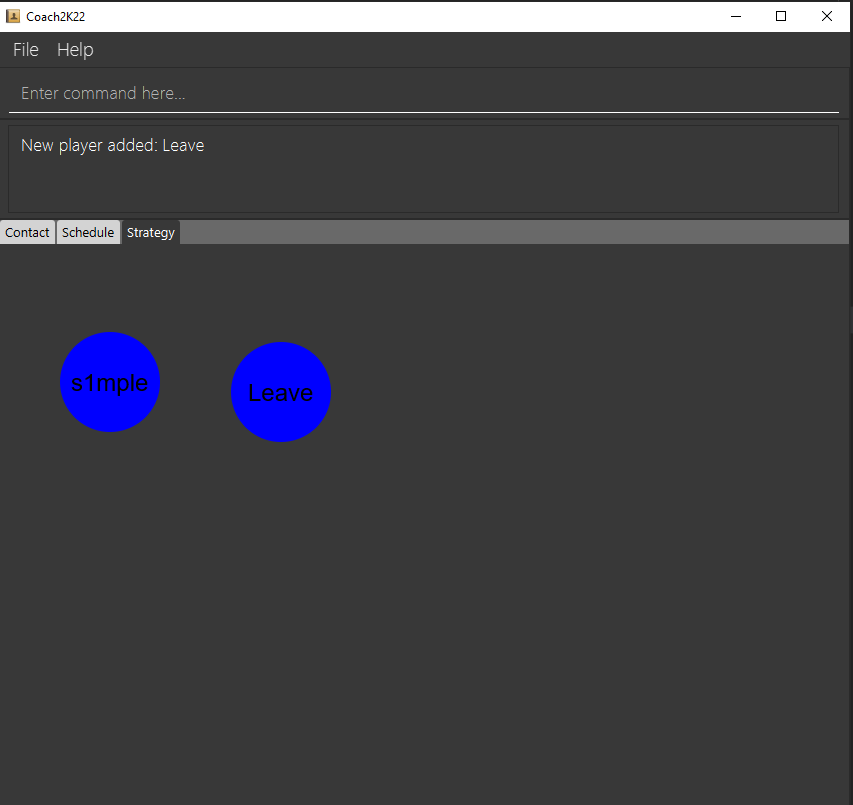 Coach2K22
File Help
Enter command here...
New player added: Leave
Contact Schedule Strategy
s1mple
Leave